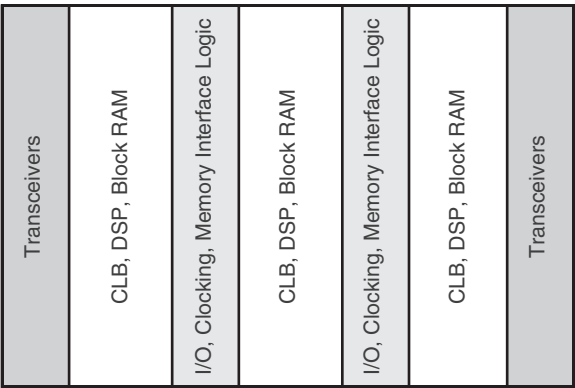 Transceivers
CLB, DSP, Block RAM
I/O, Clocking, Memory Interface Logic
CLB, DSP, Block RAM
I/O, Clocking, Memory Interface Logic
CLB, DSP, Block RAM
Transceivers